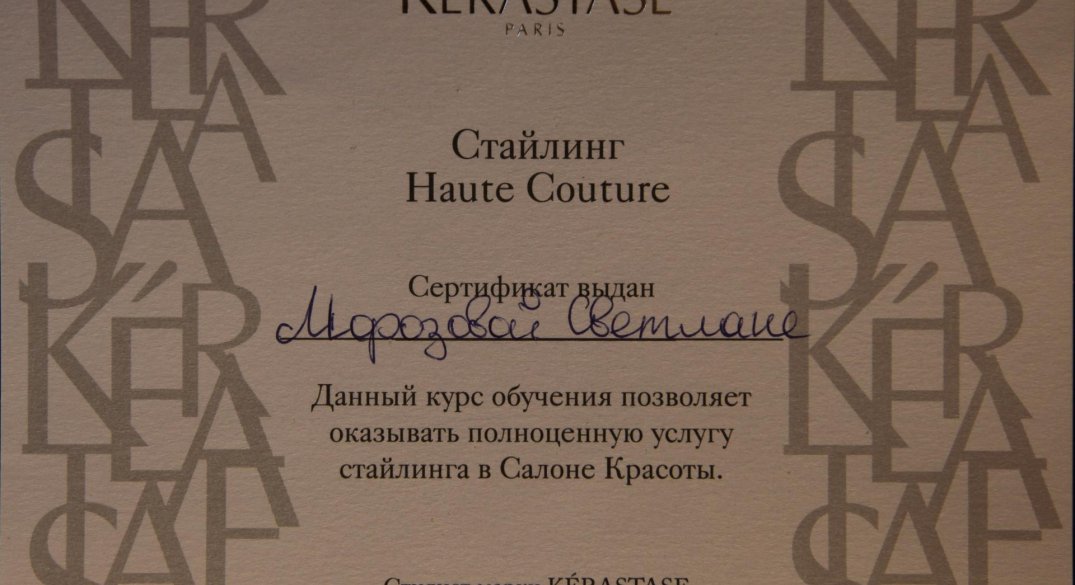 KÉRASTASE
PARIS
Стайлинг
Haute Couture
Сертификат выдан
Морозовой Светлане
Данный курс обучения позволяет
оказывать полноценную услугу
стайлинга в Салоне Красоты.
KÉRASTASE